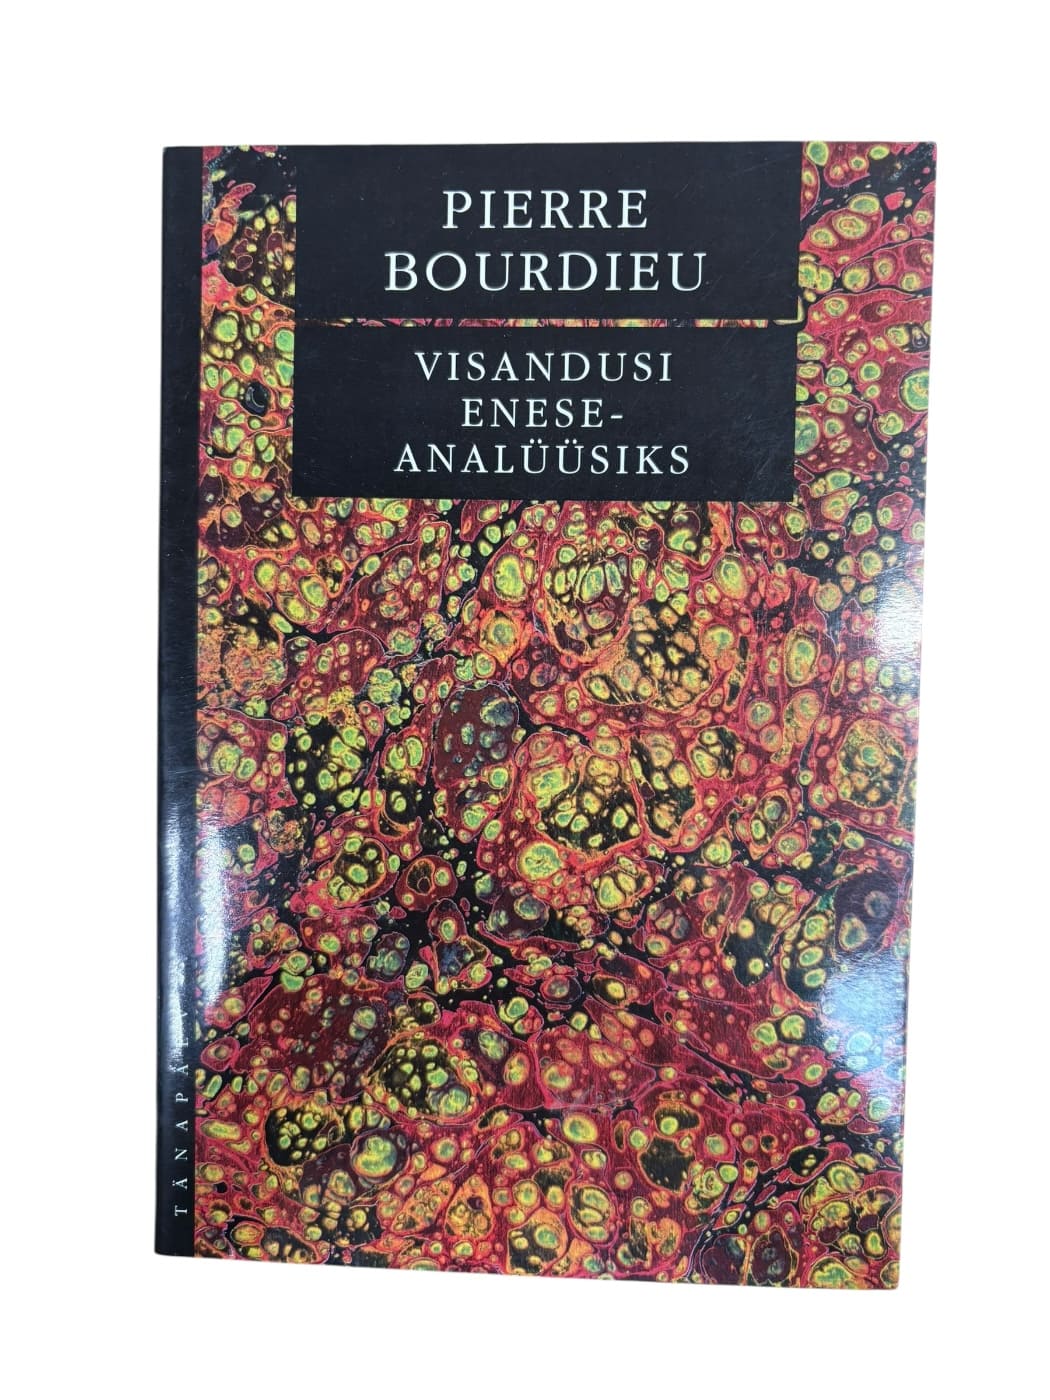 PIERRE
BOURDIEU
VISANDUSI
ENESE-
ANALÜÜSIKS